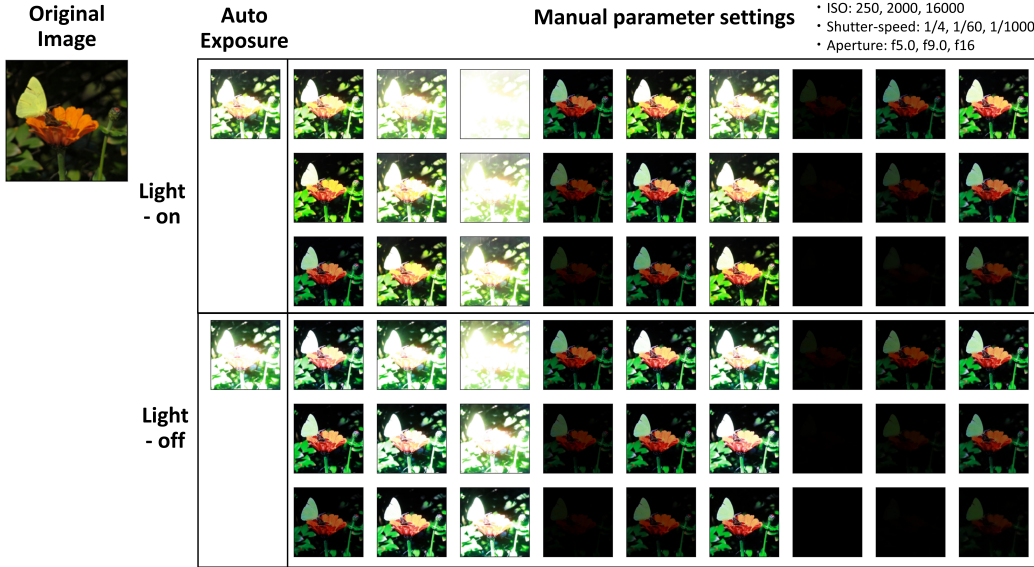 Original
Image
Auto
Exposure
Manual parameter settings
・ISO: 250, 2000, 16000
・Shutter-speed: 1/4, 1/60, 1/1000
・Aperture: f5.0, f9.0, f16
Light
- on
Light
- off